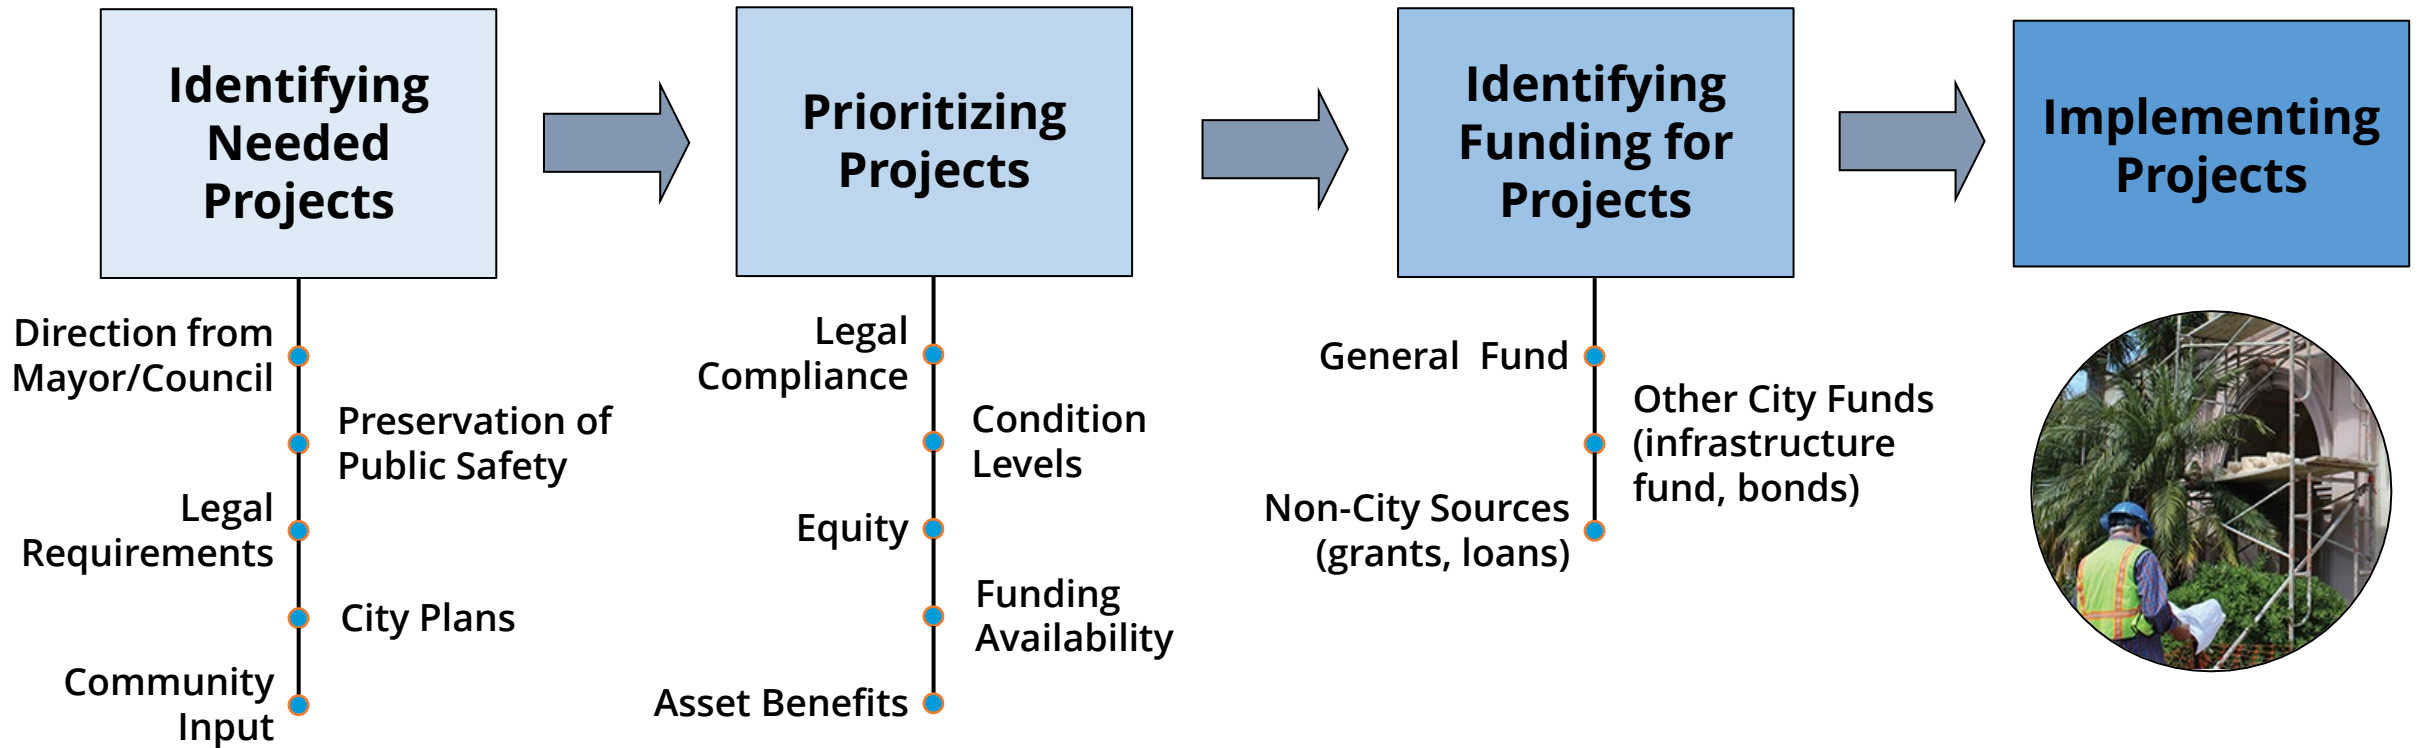 Identifying
Needed
Projects
Direction from
Mayor/Council
Preservation of
Public Safety
Legal
Requirements
City Plans
Community
Input
Prioritizing
Projects
Legal
Compliance
Condition
Levels
Equity
Funding
Availability
Asset Benefits
Identifying
Funding for
Projects
General Fund
Other City Funds
(infrastructure
fund, bonds)
Non-City Sources
(grants, loans)
Implementing
Projects